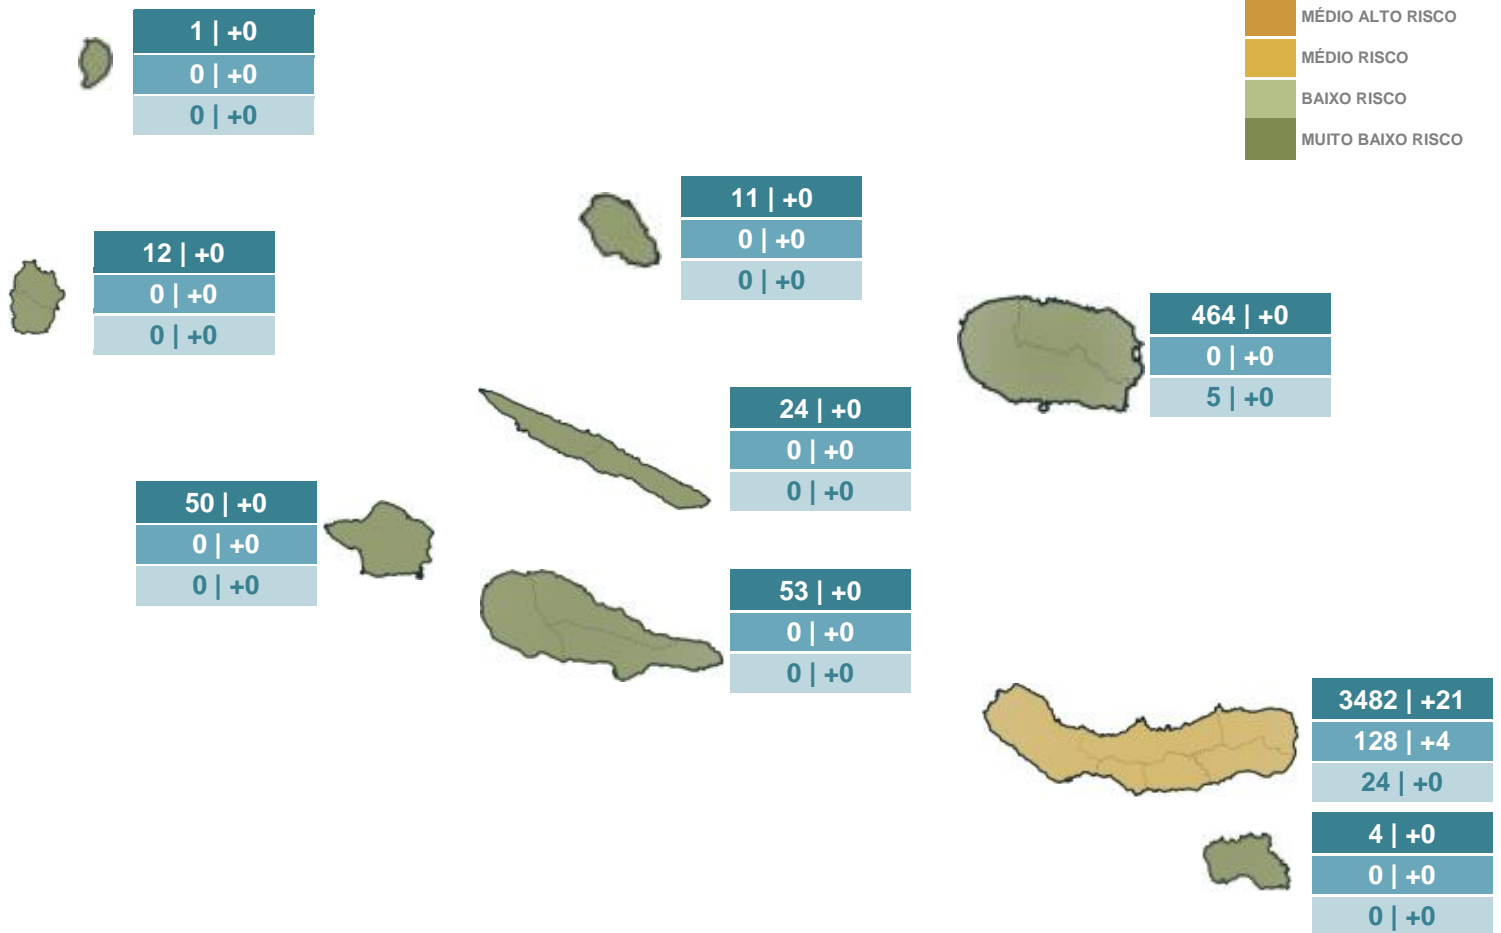 1 | +0
0 | +0
0 | +0
MÉDIO ALTO RISCO
MÉDIO RISCO
BAIXO RISCO
MUITO BAIXO RISCO
11 | +0
0 | +0
0 | +0
12 | +0
0 | +0
0 | +0
464 | +0
0 | +0
5 | +0
24 | +0
0 | +0
0 | +0
50 | +0
0 | +0
0 | +0
53 | +0
0 | +0
0 | +0
3482 | +21
128 | +4
24 | +0
4 | +0
0 | +0
0 | +0